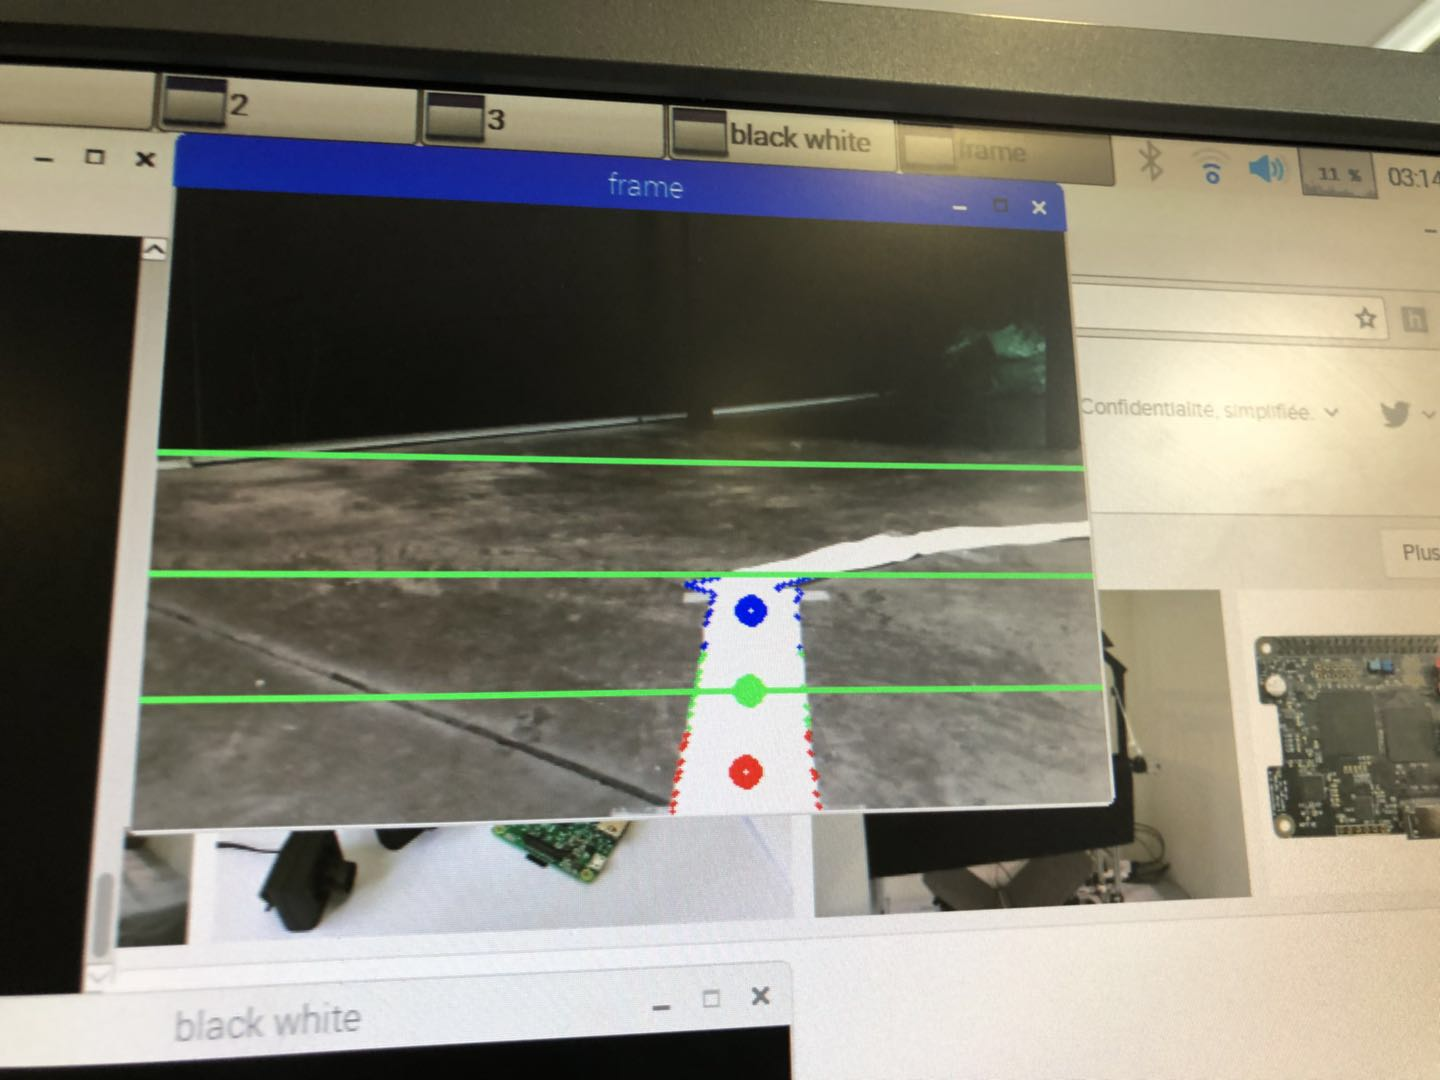 2
3
black white
frame
11 %
03:14
frame
h
Confidentialité, simplifiée.
Plus
black white